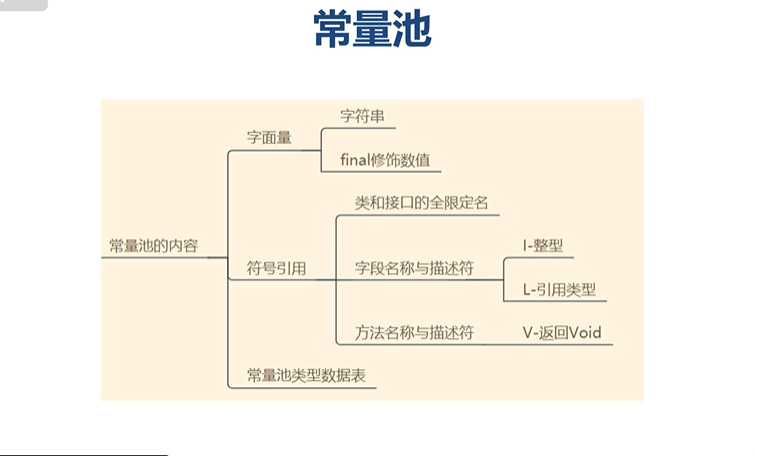 常量池
字面量
字符串
final修饰数值
常量池的内容
符号引用
类和接口的全限定名
字段名称与描述符
I-整型
L-引用类型
方法名称与描述符
V-返回Void
常量池类型数据表